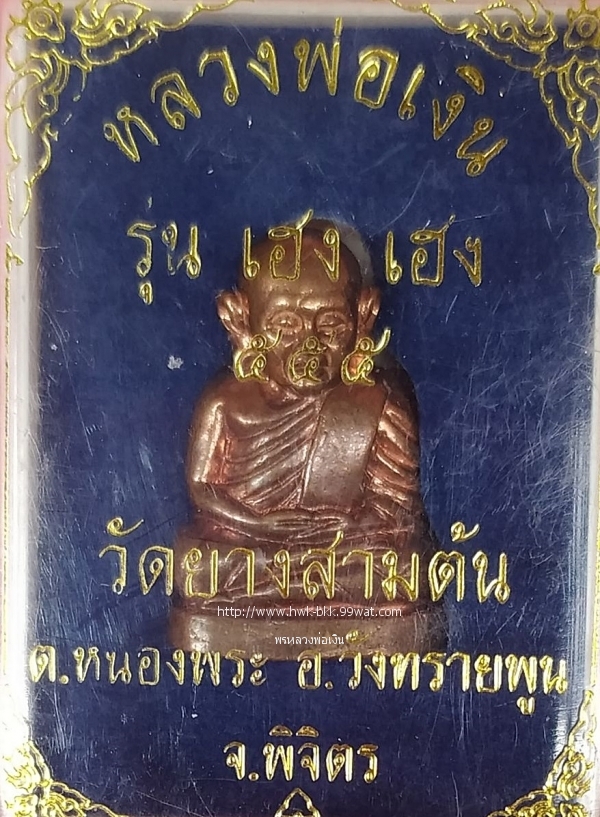 หลวงพ่อเงิน
รุ่น เฮง เฮง
๕๕๕
วัดยางสามต้น
http://www.hwk-bkk.99wat.com
พรหลวงพ่อเงิน
ต.หนองพระ อ.วังทรายพูน
จ.พิจิตร